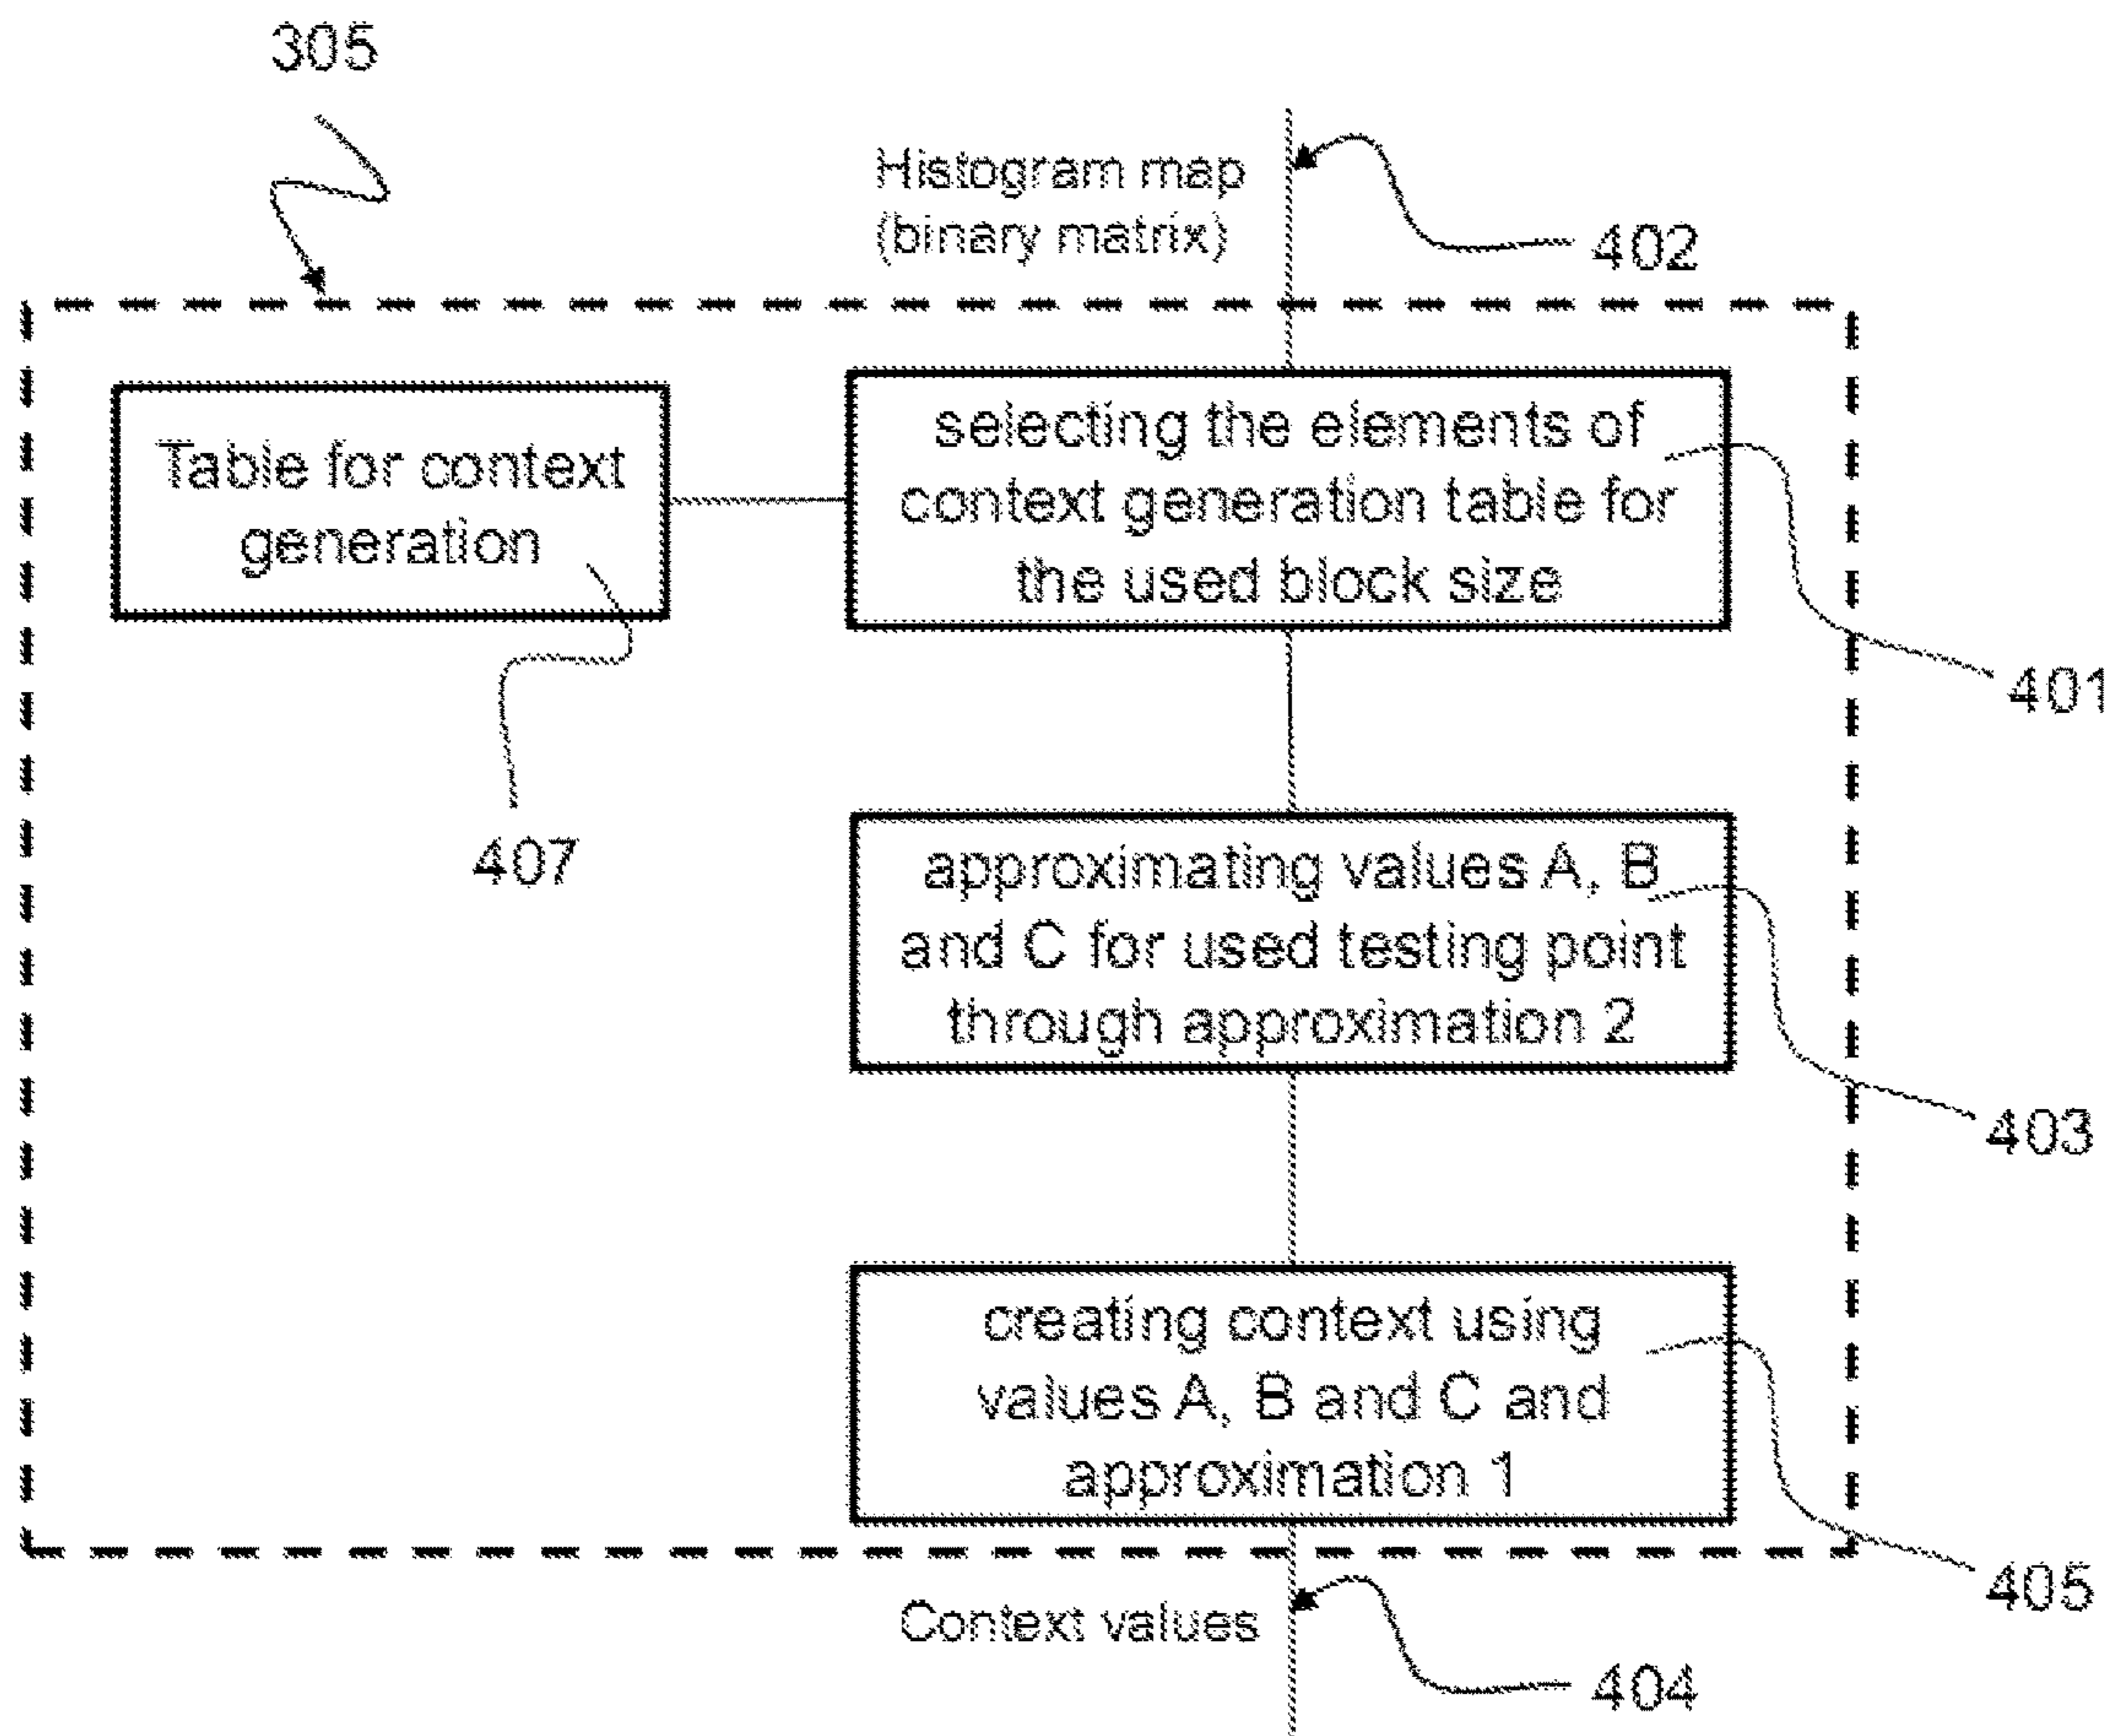 305
Histogram map
(binary matrix)
402
Table for context
generation
selecting the elements of
context generation table for
the used block size
401
407
approximating values A, B
and C for used testing point
through approximation 2
403
creating context using
values A, B and C and
approximation 1
405
Context values
404